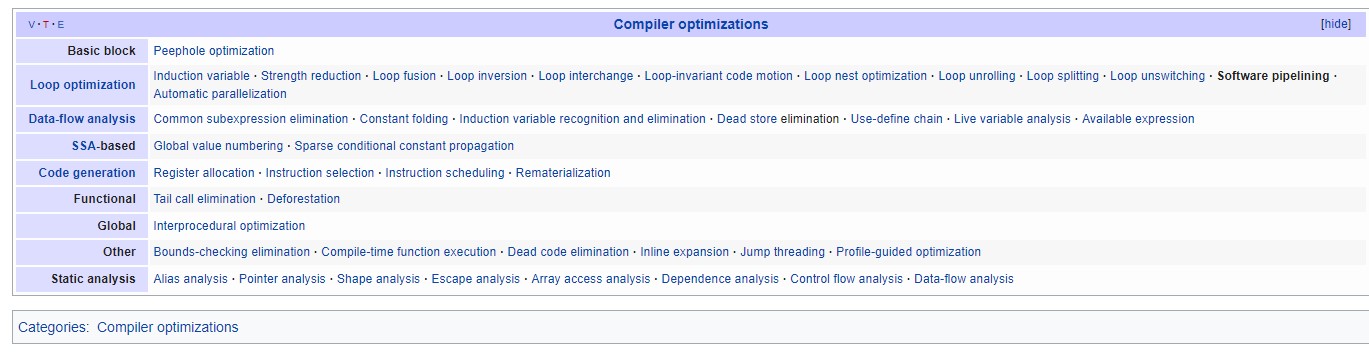 V · T · E Compiler optimizations [hide]
Basic block Peephole optimization
Loop optimization Induction variable · Strength reduction · Loop fusion · Loop inversion · Loop interchange · Loop-invariant code motion · Loop nest optimization · Loop unrolling · Loop splitting · Loop unswitching · Software pipelining ·
Automatic parallelization
Data-flow analysis Common subexpression elimination · Constant folding · Induction variable recognition and elimination · Dead store elimination · Use-define chain · Live variable analysis · Available expression
SSA-based Global value numbering · Sparse conditional constant propagation
Code generation Register allocation · Instruction selection · Instruction scheduling · Rematerialization
Functional Tail call elimination · Deforestation
Global Interprocedural optimization
Other Bounds-checking elimination · Compile-time function execution · Dead code elimination · Inline expansion · Jump threading · Profile-guided optimization
Static analysis Alias analysis · Pointer analysis · Shape analysis · Escape analysis · Array access analysis · Dependence analysis · Control flow analysis · Data-flow analysis
Categories: Compiler optimizations